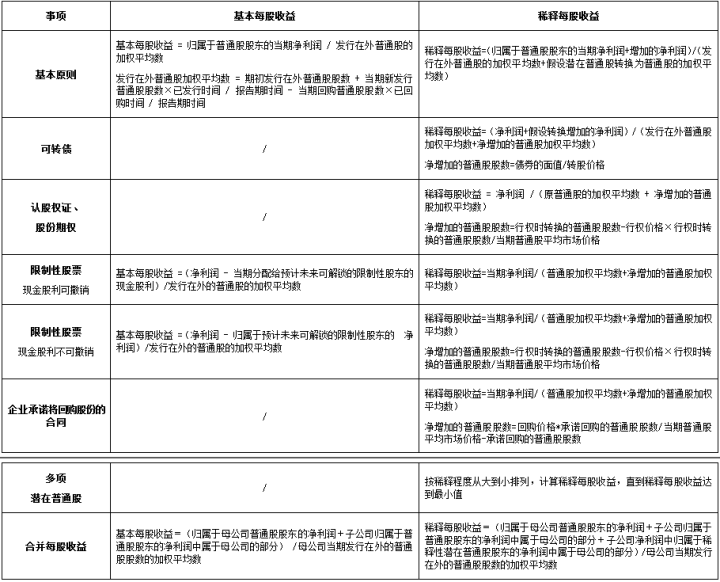 事项 基本每股收益 稀释每股收益
基本原则
基本每股收益 = 归属于普通股股东的当期净利润 / 发行在外普通股的
加权平均数
发行在外普通股加权平均数 = 期初发行在外普通股股数 + 当期新发行
普通股股数×已发行时间 / 报告期时间 - 当期回购普通股股数×已回
购时间 / 报告期时间
稀释每股收益=(归属于普通股股东的当期净利润+增加的净利润)/(发
行在外普通股的加权平均数+假设潜在普通股转换为普通股的加权平
均数)
可转债
/
稀释每股收益=(净利润+假设转换增加的净利润)/(发行在外普通股
加权平均数+净增加的普通股加权平均数)
净增加的普通股股数=债券的面值/转股价格
认股权证、
股份期权
/
稀释每股收益 = 净利润 /(原普通股的加权平均数 + 净增加的普通
股加权平均数)
净增加的普通股股数=行权时转换的普通股股数-行权价格×行权时转
换的普通股股数/当期普通股平均市场价格
限制性股票
现金股利可撤销
基本每股收益 =(净利润 - 当期分配给预计未来可解锁的限制性股东的
现金股利)/发行在外的普通股的加权平均数
稀释每股收益=当期净利润/(普通股加权平均数+净增加的普通股加权
平均数)
限制性股票
现金股利不可撤销
基本每股收益 =(净利润 - 归属于预计未来可解锁的限制性股东的 净
利润)/发行在外的普通股的加权平均数
稀释每股收益=当期净利润/(普通股加权平均数+净增加的普通股加权
平均数)
净增加的普通股股数=行权时转换的普通股股数-行权价格×行权时转
换的普通股股数/当期普通股平均市场价格
企业承诺将回购股份的
合同
/
稀释每股收益=当期净利润/(普通股加权平均数+净增加的普通股加权
平均数)
净增加的普通股股数=回购价格*承诺回购的普通股股数/当期普通股
平均市场价格-承诺回购的普通股股数
多项
潜在普通股
/
按稀释程度从大到小排列，计算稀释每股收益，直到稀释每股收益达
到最小值
合并每股收益
基本每股收益＝(归属于母公司普通股股东的净利润＋子公司归属于普
通股股东的净利润中属于母公司的部分) /母公司当期发行在外的普通
股股数的加权平均数
稀释每股收益＝(归属于母公司普通股股东的净利润＋子公司归属于
普通股股东的净利润中属于母公司的部分＋子公司净利润中归属于稀
释性潜在普通股股东的净利润中属于母公司的部分)/母公司当期发行
在外的普通股股数的加权平均数